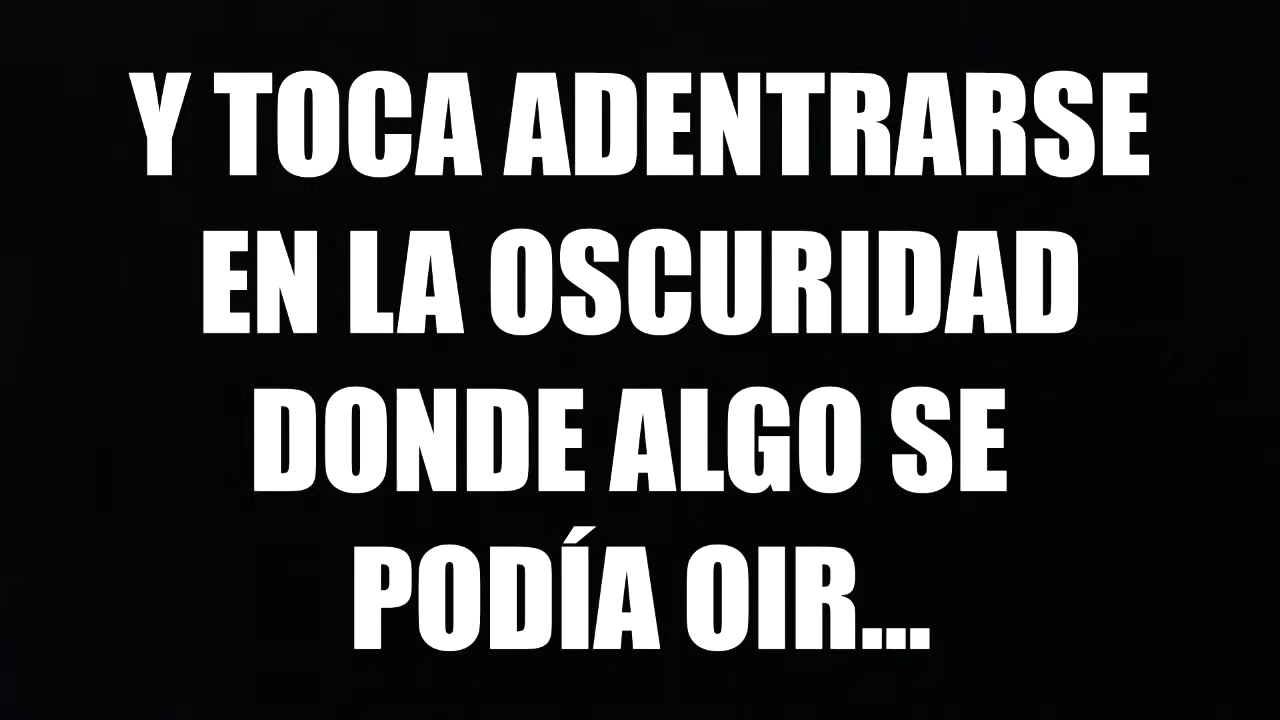 Y TOCA ADENTRARSE
EN LA OSCURIDAD
DONDE ALGO SE
PODÍA OIR...